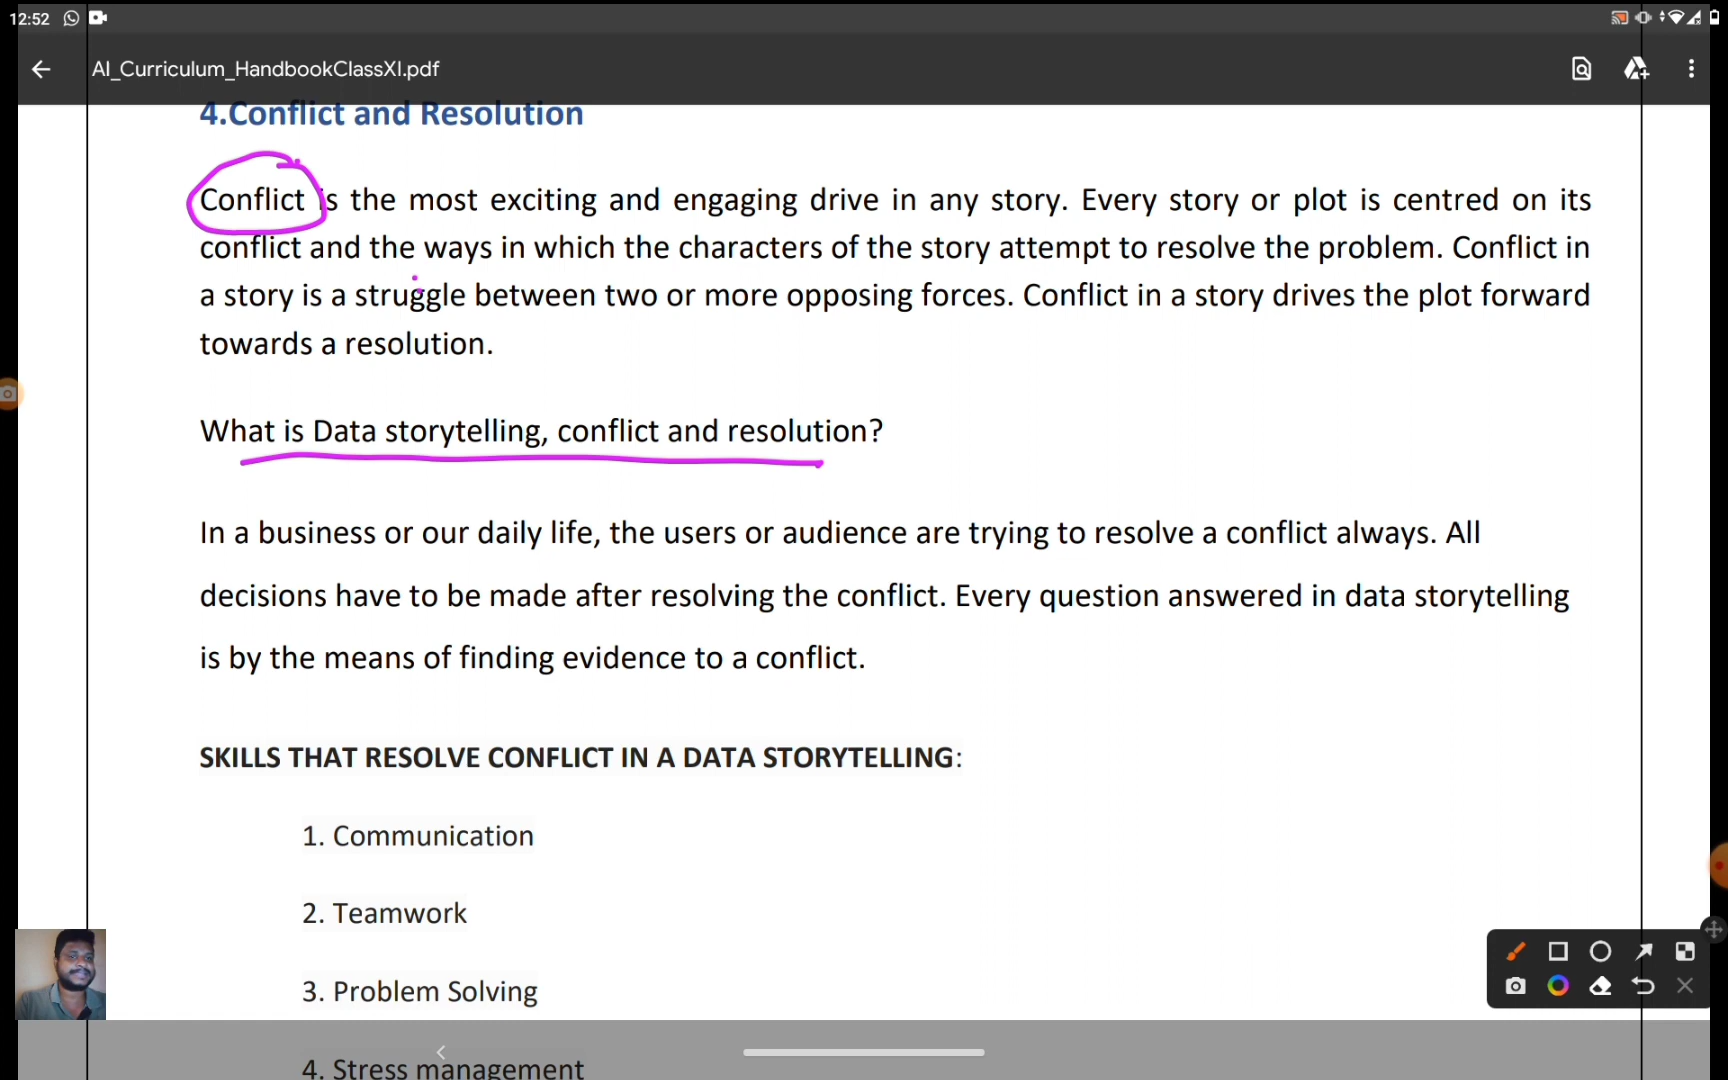 12:52
AI_Curriculum_HandbookClassXI.pdf
4.Conflict and Resolution
Conflict is the most exciting and engaging drive in any story. Every story or plot is centred on its
conflict and the ways in which the characters of the story attempt to resolve the problem. Conflict in
a story is a struggle between two or more opposing forces. Conflict in a story drives the plot forward
towards a resolution.
What is Data storytelling, conflict and resolution?
In a business or our daily life, the users or audience are trying to resolve a conflict always. All
decisions have to be made after resolving the conflict. Every question answered in data storytelling
is by the means of finding evidence to a conflict.
SKILLS THAT RESOLVE CONFLICT IN A DATA STORYTELLING:
1. Communication
2. Teamwork
3. Problem Solving
4. Stress management